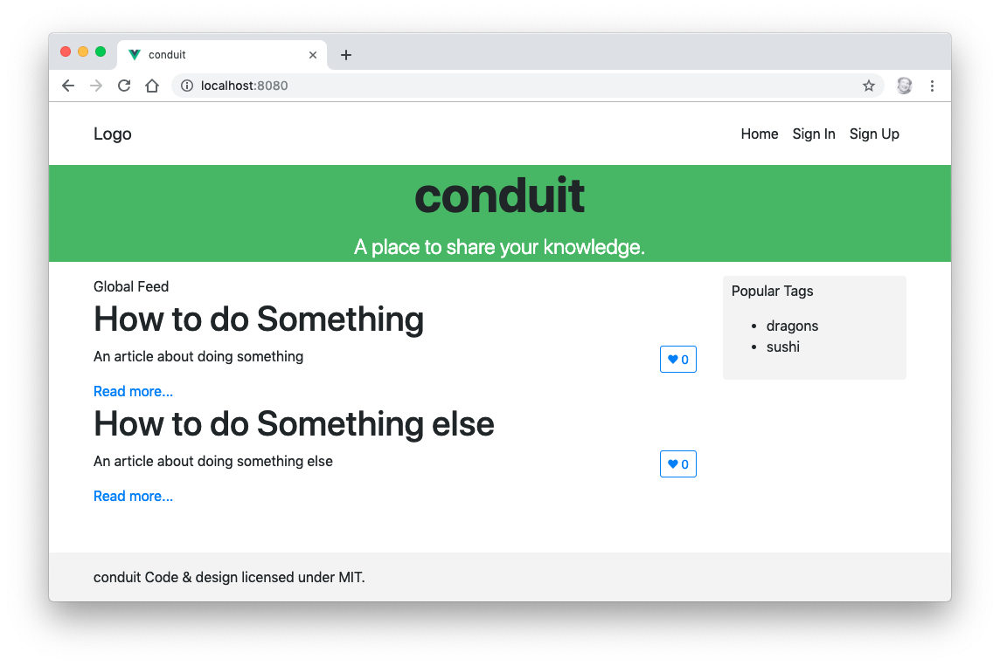 conduit
localhost:8080
Logo
Home Sign In Sign Up
conduit
A place to share your knowledge.
Global Feed
How to do Something
An article about doing something
0
Read more...
How to do Something else
An article about doing something else
0
Read more...
Popular Tags
dragons
sushi
conduit Code & design licensed under MIT.